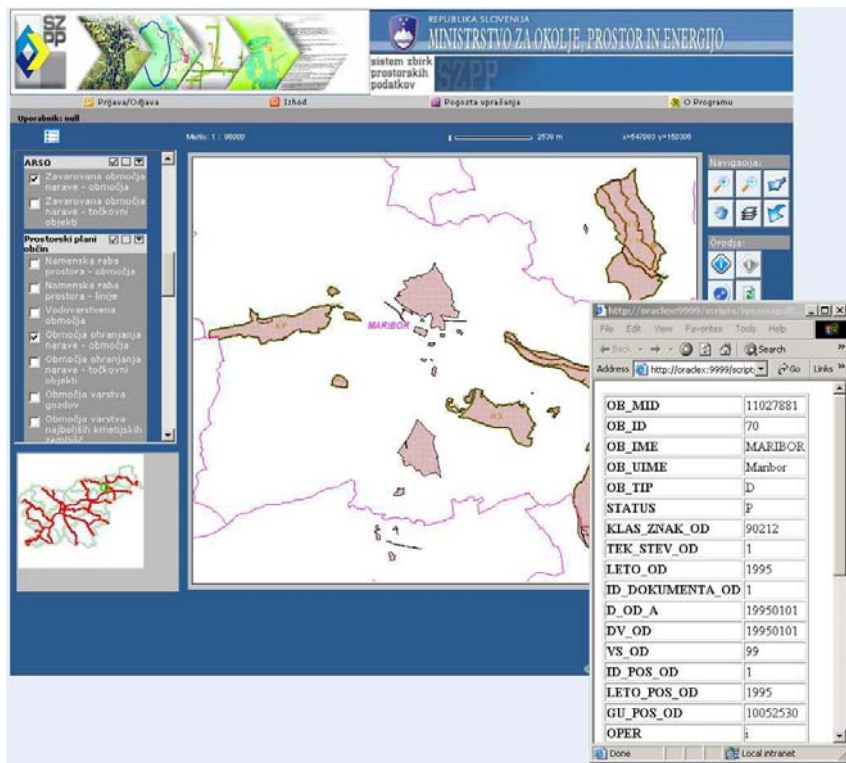 SZ
PP
REPUBLIKA SLOVENIJA
MINISTRSTVO ZA OKOLJE, PROSTOR IN ENERGIJO
sistem zbirk
prostorskih
podatkov
SZPP
Prijava/Odjava
Izhod
Pogosta vprašanja
O Programu
Uporabnik: null
Merilo: 1 : 96000
2539 m
ARSO
Zavarovana območja
narave - območja
Zavarovana območja
narave - točkovni
objekti
Prostorski plani
občin
Namenska raba
prostora - območja
Namenska raba
prostora - linije
Vodovarstvena
območja
Območja ohranjanja
narave - območja
Območja ohranjanja
narave - točkovni
objekti
Območja varstva
gozdov
Območja varstva
najboljših kmetijskih
zemljišč
MARIBOR
Navigacija:
Orodja:
File Edit View Favorites Tools Help
Back Search
Address Go Links
OB_MID 11027881
OB_ID 70
OB_IME MARIBOR
OB_UIME Maribor
OB_TIP D
STATUS P
KLAS_ZNAK_OD 90212
TEK_STEV_OD 1
LETO_OD 1995
ID_DOKUMENTA_OD 1
D_OD_A 19950101
DV_OD 19950101
VS_OD 99
ID_POS_OD 1
LETO_POS_OD 1995
GU_POS_OD 10052530
OPER i
Done Local intranet